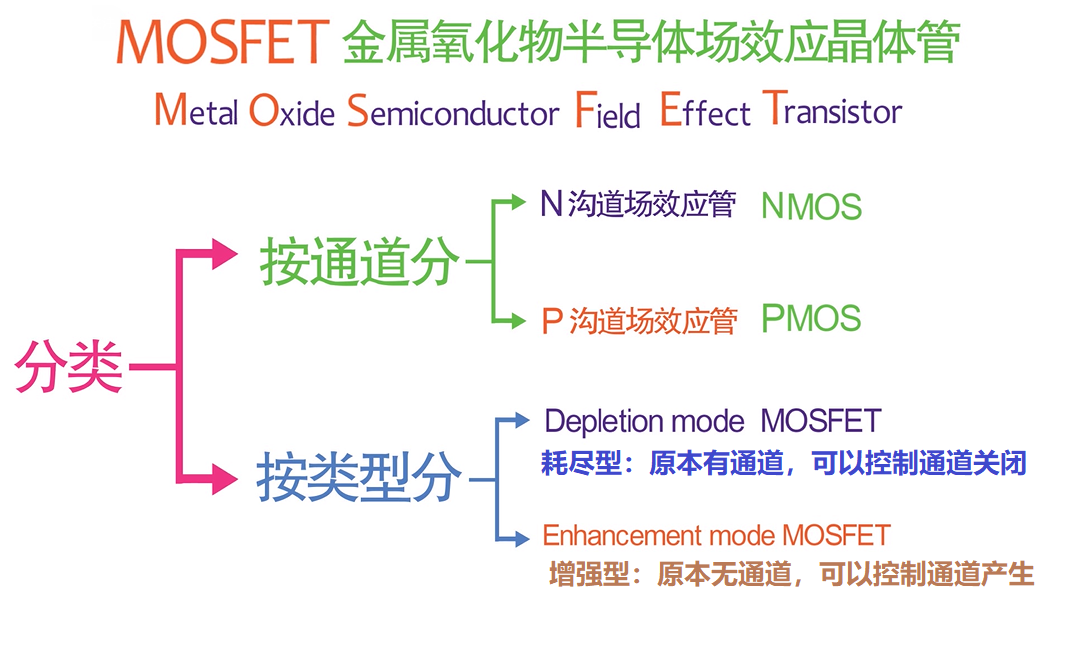 MOSFET 金属氧化物半导体场效应晶体管
Metal Oxide Semiconductor Field Effect Transistor
分类
按通道分
N 沟道场效应管 NMOS
P 沟道场效应管 PMOS
按类型分
Depletion mode MOSFET
耗尽型：原本有通道，可以控制通道关闭
Enhancement mode MOSFET
增强型：原本无通道，可以控制通道产生